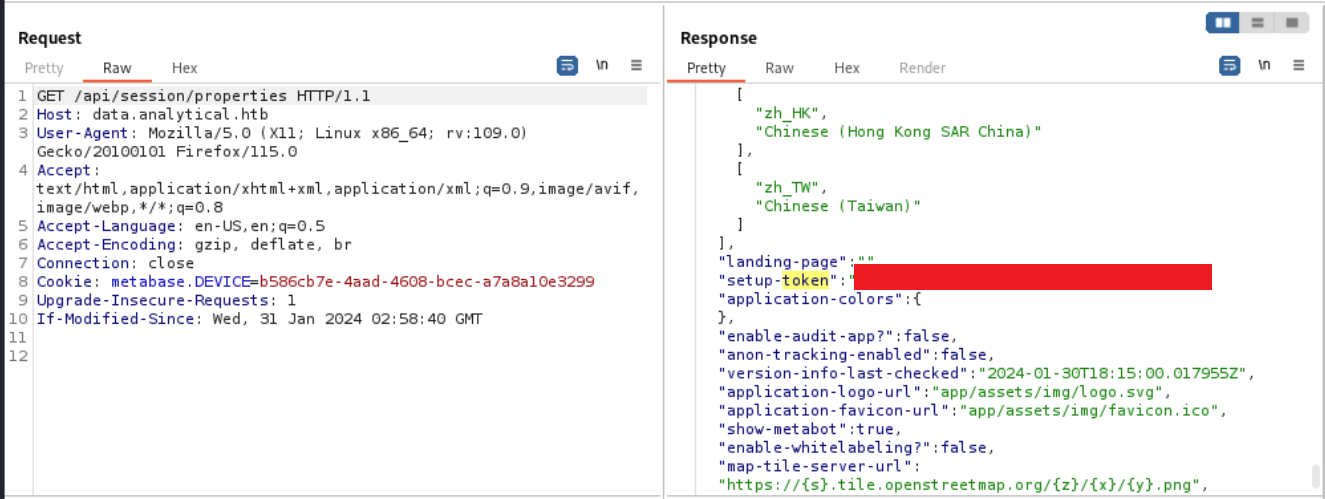 Request
Pretty Raw Hex
\n
1 GET /api/session/properties HTTP/1.1
2 Host: data.analytical.htb
3 User-Agent: Mozilla/5.0 (X11; Linux x86_64; rv:109.0)
Gecko/20100101 Firefox/115.0
4 Accept:
text/html,application/xhtml+xml,application/xml;q=0.9,image/avif,
image/webp,*/*;q=0.8
5 Accept-Language: en-US,en;q=0.5
6 Accept-Encoding: gzip, deflate, br
7 Connection: close
8 Cookie: metabase.DEVICE=b586cb7e-4aad-4608-bcec-a7a8a10e3299
9 Upgrade-Insecure-Requests: 1
10 If-Modified-Since: Wed, 31 Jan 2024 02:58:40 GMT
11
12
Response
Pretty Raw Hex Render
\n
[
"zh_HK",
"Chinese (Hong Kong SAR China)"
],
[
"zh_TW",
"Chinese (Taiwan)"
]
],
"landing-page":""
"setup-token":"
"application-colors":{
},
"enable-audit-app?":false,
"anon-tracking-enabled":false,
"version-info-last-checked":"2024-01-30T18:15:00.017955Z",
"application-logo-url":"app/assets/img/logo.svg",
"application-favicon-url":"app/assets/img/favicon.ico",
"show-metabot":true,
"enable-whitelabeling?":false,
"map-tile-server-url":
"https://{s}.tile.openstreetmap.org/{z}/{x}/{y}.png",